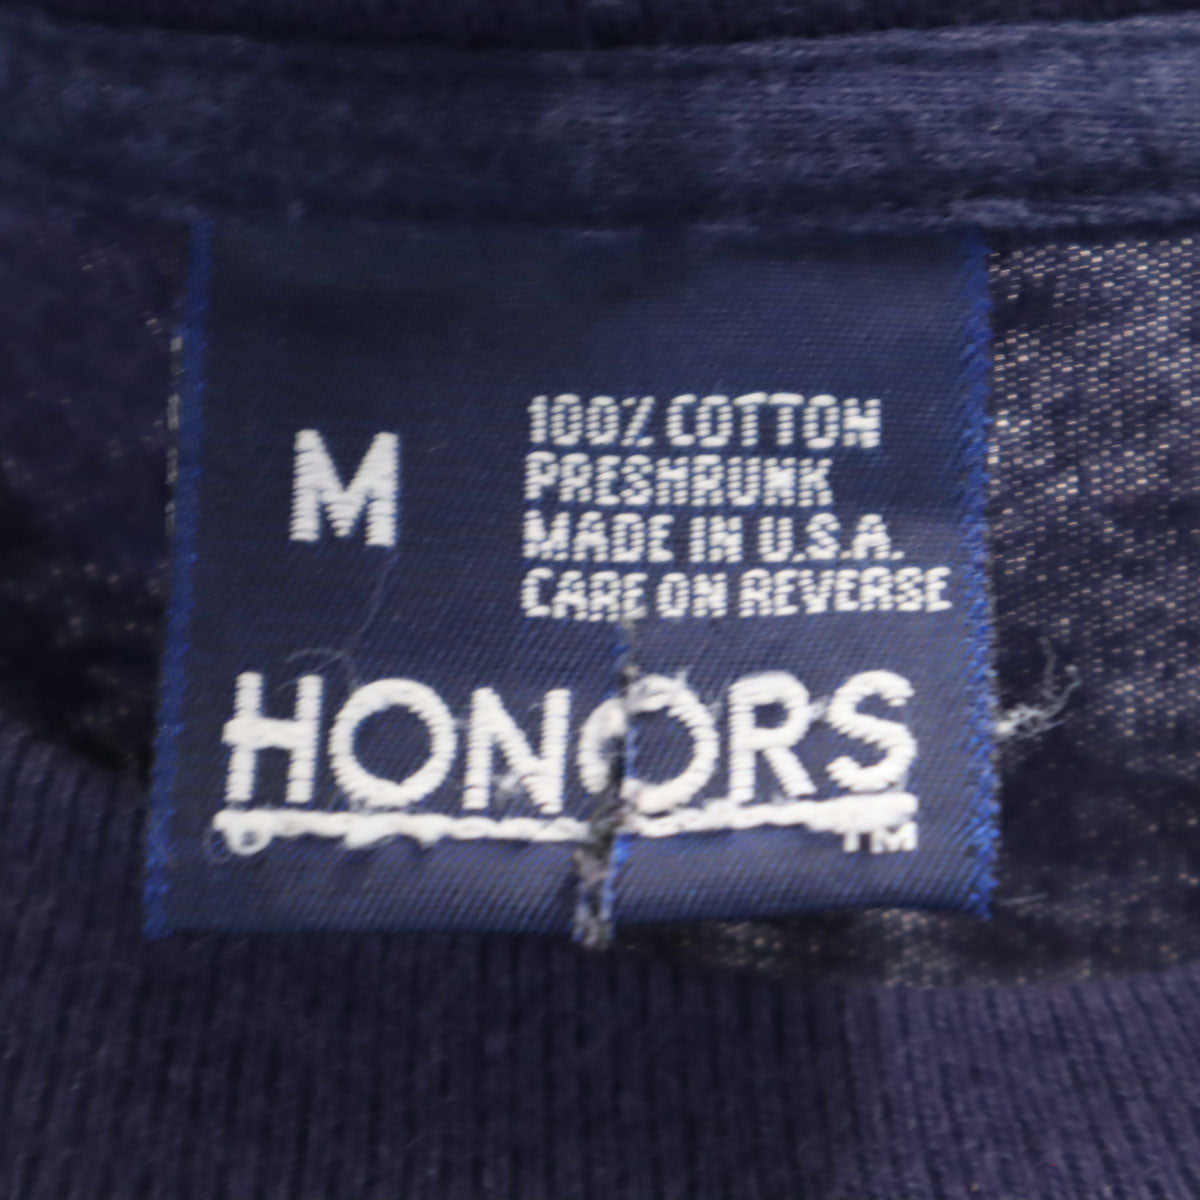 M
100% COTTON
PRESHRUNK
MADE IN U.S.A.
CARE ON REVERSE
HONORS
TM